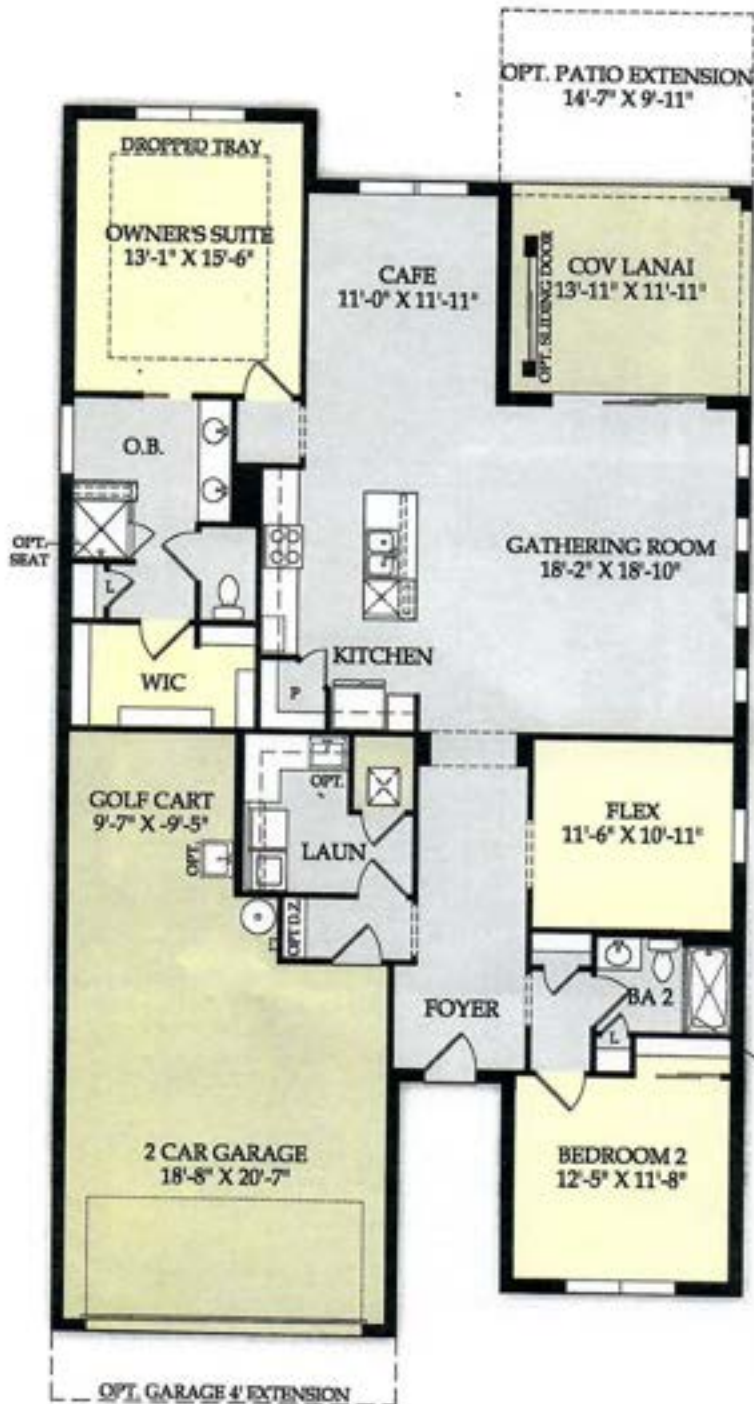 OPT. PATIO EXTENSION
14'-7" X 9'-11"
DROPPED TRAY
OWNER'S SUITE
13'-1" X 15'-6"
CAFE
11'-0" X 11'-11"
OPT. SLIDING DOOR
COV LANAI
13'-11" X 11'-11"
O.B.
OPT.
SEAT
L
GATHERING ROOM
18'-2" X 18'-10"
KITCHEN
WIC
P
GOLF CART
9'-7" X -9'-5"
OPT.
OPT.
LAUN
FLEX
11'-6" X 10'-11"
OPT D.Z
FOYER
BA 2
L
2 CAR GARAGE
18'-8" X 20'-7"
BEDROOM 2
12'-5" X 11'-8"
OPT. GARAGE 4' EXTENSION